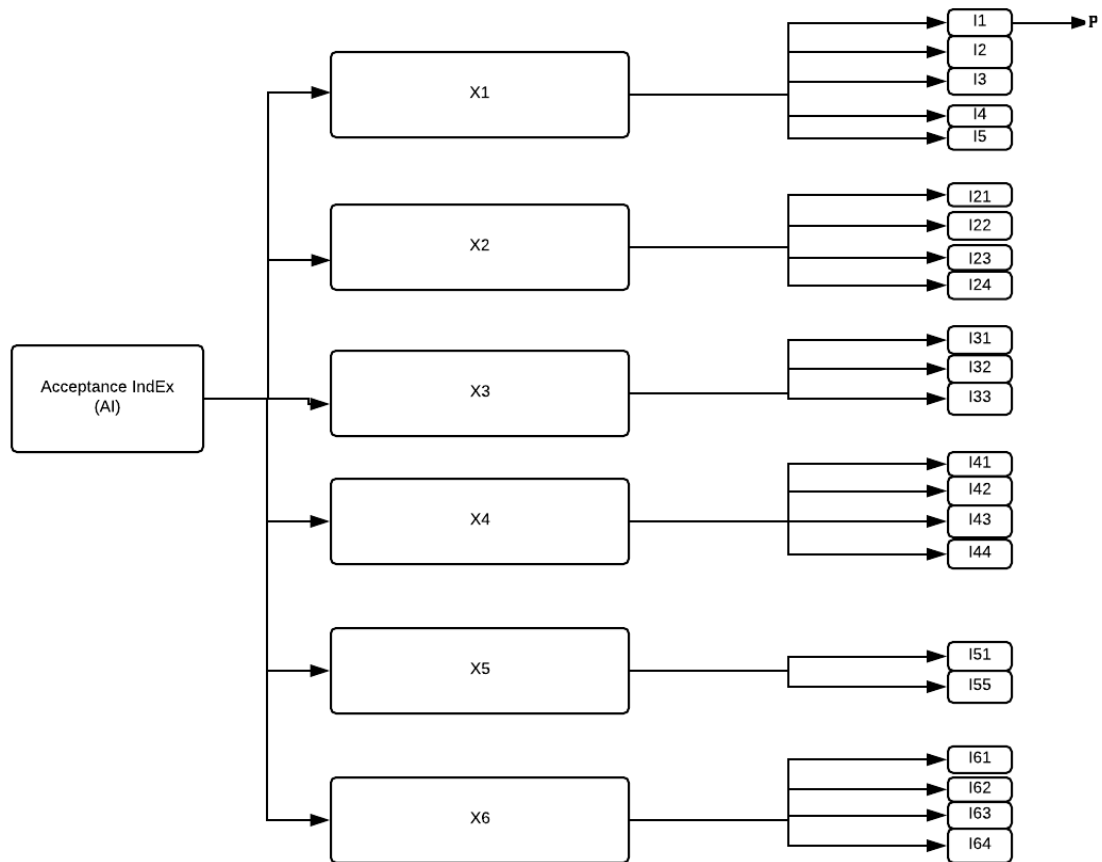 I1
P
I2
I3
X1
I4
I5
I21
I22
X2
I23
I24
I31
I32
Acceptance IndEx
(AI)
X3
I33
I41
I42
X4
I43
I44
I51
X5
I55
I61
I62
X6
I63
I64